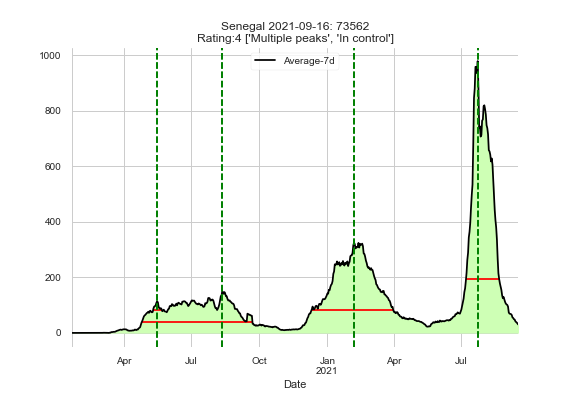 Senegal 2021-09-16: 73562
Rating:4 ['Multiple peaks', 'In control']
Average-7d
1000
800
600
400
200
0
Apr Jul Oct Jan Apr Jul
2021
Date